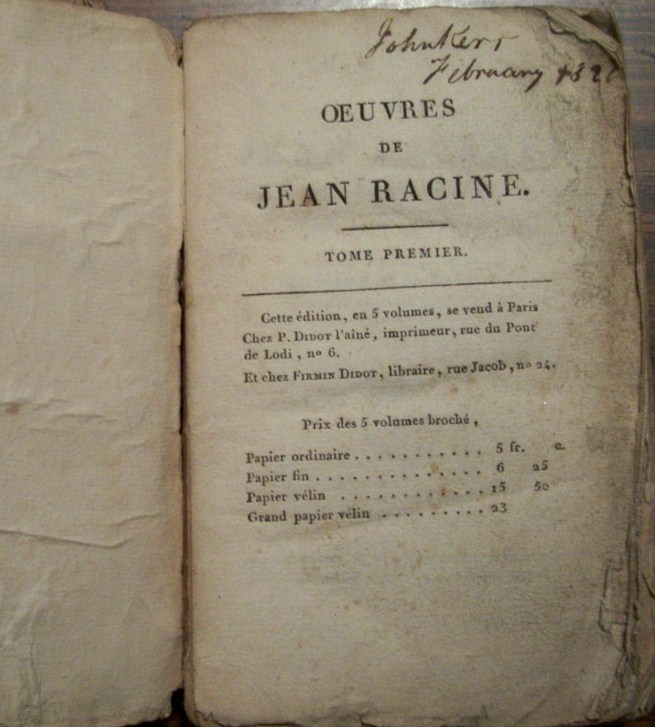 John Kerr
February
OEUVRES
DE
JEAN RACINE.
TOME PREMIER.
Cette édition, en 5 volumes, se vend à Paris
Chez P. DIDOT l'aîné, imprimeur, rue du Pont
de Lodi, nº 6.
Et chez FIRMIN DIDOT, libraire, rue Jacob, nº 24.
Prix des 5 volumes broché,
Papier ordinaire . . . . . . . . . . . 5 fr. c.
Papier fin . . . . . . . . . . . . . . 6 25
Papier vélin . . . . . . . . . . . . 15 50
Grand papier vélin . . . . . . . . . 23